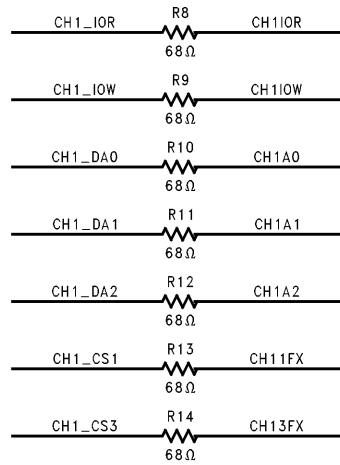 R8
CH1_IOR CH1IOR
68Ω
R9
CH1_IOW CH1IOW
68Ω
R10
CH1_DA0 CH1A0
68Ω
R11
CH1_DA1 CH1A1
68Ω
R12
CH1_DA2 CH1A2
68Ω
R13
CH1_CS1 CH11FX
68Ω
R14
CH1_CS3 CH13FX
68Ω